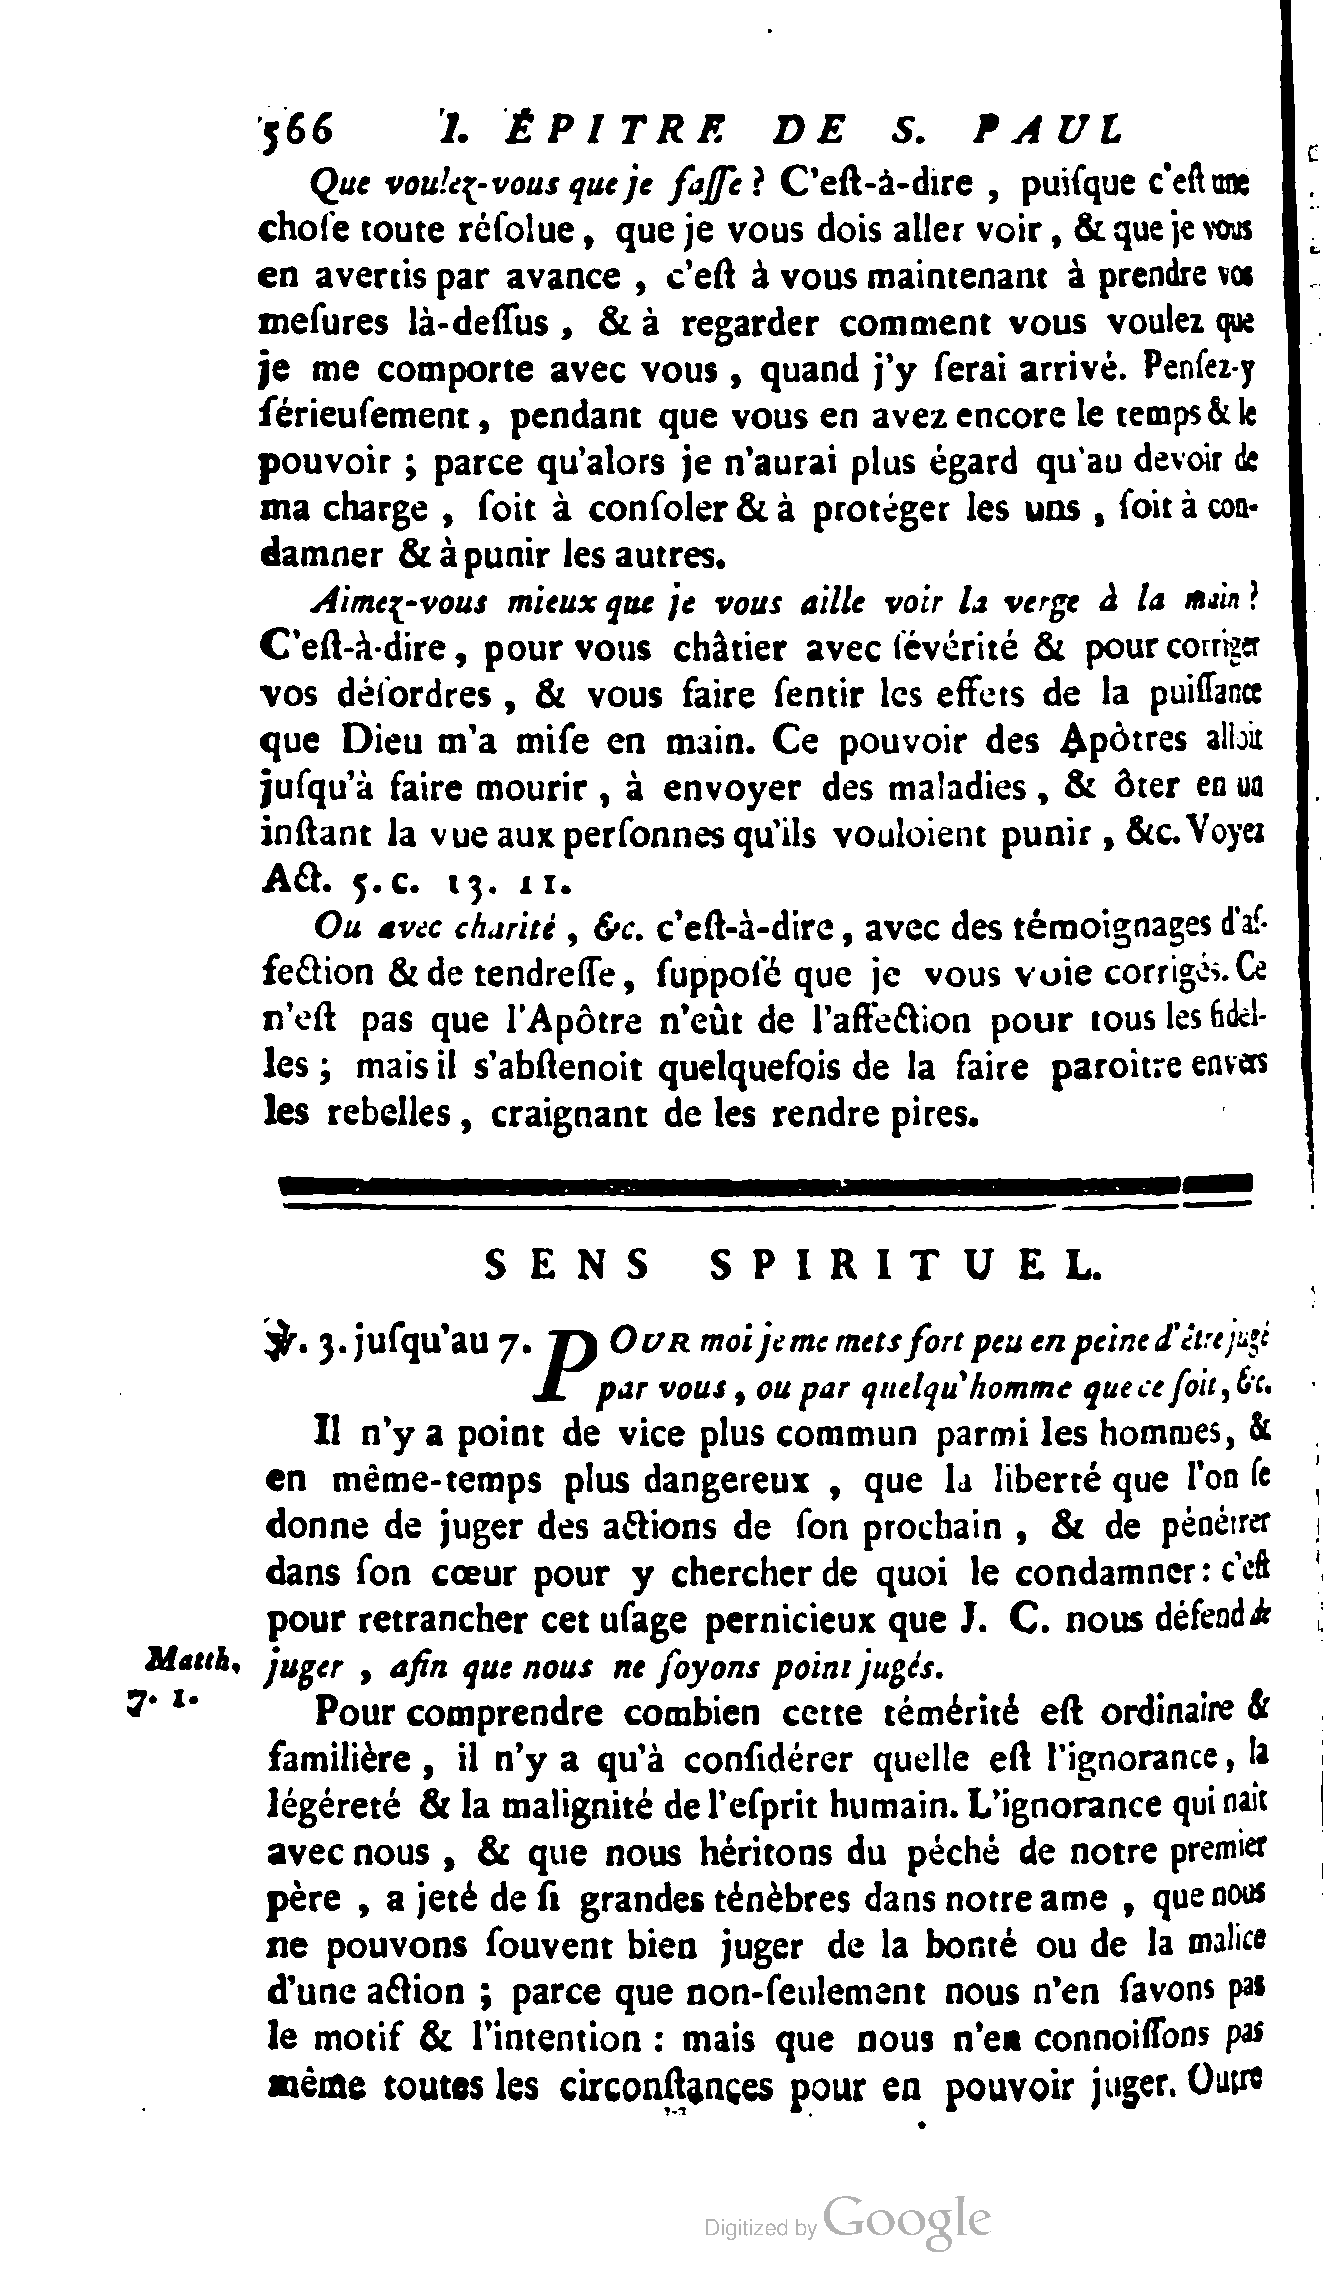 566 I. ÉPITRE DE S. PAUL
Que voulez-vous que je faſſe ? C'eſt-à-dire , puiſque c'eſt une
choſe toute réſolue, que je vous dois aller voir , & que je vous
en avertis par avance , c'eſt à vous maintenant à prendre vos
meſures là-deſſus , & à regarder comment vous voulez que
je me comporte avec vous , quand j'y ſerai arrivé. Penſez-y
ſérieuſement, pendant que vous en avez encore le temps & le
pouvoir ; parce qu'alors je n'aurai plus égard qu'au devoir de
ma charge , ſoit à conſoler & à protéger les uns , ſoit à con-
damner & à punir les autres.
Aimez-vous mieux que je vous aille voir la verge à la main ?
C'eſt-à-dire , pour vous châtier avec ſévérité & pour corriger
vos déſordres , & vous faire ſentir les effets de la puiſſance
que Dieu m'a miſe en main. Ce pouvoir des Apôtres alloit
juſqu'à faire mourir , à envoyer des maladies , & ôter en un
inſtant la vue aux perſonnes qu'ils vouloient punir , &c. Voyez
Act. 5. c. 13. 11.
Ou avec charité , &c. c'eſt-à-dire, avec des témoignages d'af-
fection & de tendreſſe, ſuppoſé que je vous voie corrigés. Ce
n'eſt pas que l'Apôtre n'eût de l'affection pour tous les fidèl-
les ; mais il s'abſtenoit quelquefois de la faire paroitre envers
les rebelles , craignant de les rendre pires.
SENS SPIRITUEL.
℣. 3. juſqu'au 7. POUR moi je me mets fort peu en peine d'être jugé
par vous , ou par quelqu'homme que ce ſoit, &c.
Il n'y a point de vice plus commun parmi les hommes, &
en même-temps plus dangereux , que la liberté que l'on ſe
donne de juger des actions de ſon prochain , & de pénétrer
dans ſon cœur pour y chercher de quoi le condamner : c'eſt
pour retrancher cet uſage pernicieux que J. C. nous défend de
Matth. juger , afin que nous ne ſoyons point jugés.
7. 1. Pour comprendre combien cette témérité eſt ordinaire &
familière , il n'y a qu'à conſidérer quelle eſt l'ignorance, la
légéreté & la malignité de l'eſprit humain. L'ignorance qui naît
avec nous , & que nous héritons du péché de notre premier
père , a jeté de ſi grandes ténèbres dans notre ame , que nous
ne pouvons ſouvent bien juger de la bonté ou de la malice
d'une action ; parce que non-ſeulement nous n'en ſavons pas
le motif & l'intention : mais que nous n'en connoiſſons pas
même toutes les circonſtances pour en pouvoir juger. Outre
Digitized by Google